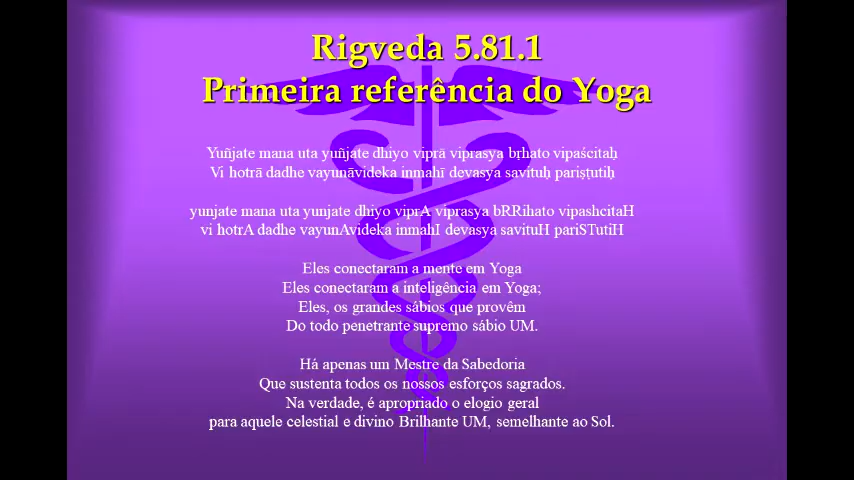 Rigveda 5.81.1
Primeira referência do Yoga
Yuñjate mana uta yuñjate dhiyo viprā viprasya bṛhato vipaścitaḥ
Vi hotrā dadhe vayunāvideka inmahī devasya savituḥ pariṣṭutiḥ
yunjate mana uta yunjate dhiyo viprA viprasya bRRihato vipashcitaH
vi hotrA dadhe vayunAvideka inmahI devasya savituH pariSTutiH
Eles conectaram a mente em Yoga
Eles conectaram a inteligência em Yoga;
Eles, os grandes sábios que provêm
Do todo penetrante supremo sábio UM.
Há apenas um Mestre da Sabedoria
Que sustenta todos os nossos esforços sagrados.
Na verdade, é apropriado o elogio geral
para aquele celestial e divino Brilhante UM, semelhante ao Sol.